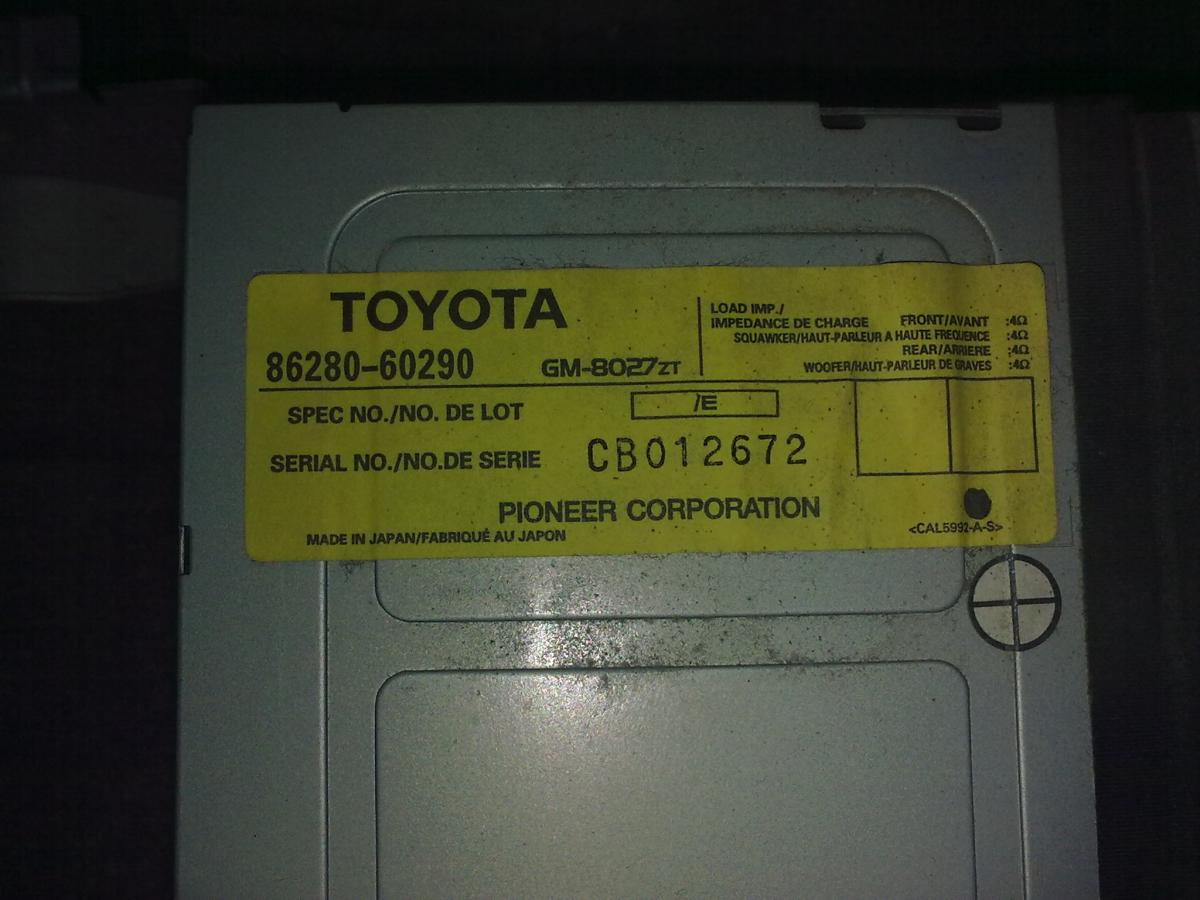 TOYOTA
86280-60290 GM-8027ZT
LOAD IMP./
IMPEDANCE DE CHARGE FRONT/AVANT :4Ω
SQUAWKER/HAUT-PARLEUR A HAUTE FREQUENCE :4Ω
REAR/ARRIERE :4Ω
WOOFER/HAUT-PARLEUR DE GRAVES :4Ω
SPEC NO./NO. DE LOT /E
SERIAL NO./NO.DE SERIE CB012672
PIONEER CORPORATION
MADE IN JAPAN/FABRIQUÉ AU JAPON
<CAL5992-A-S>